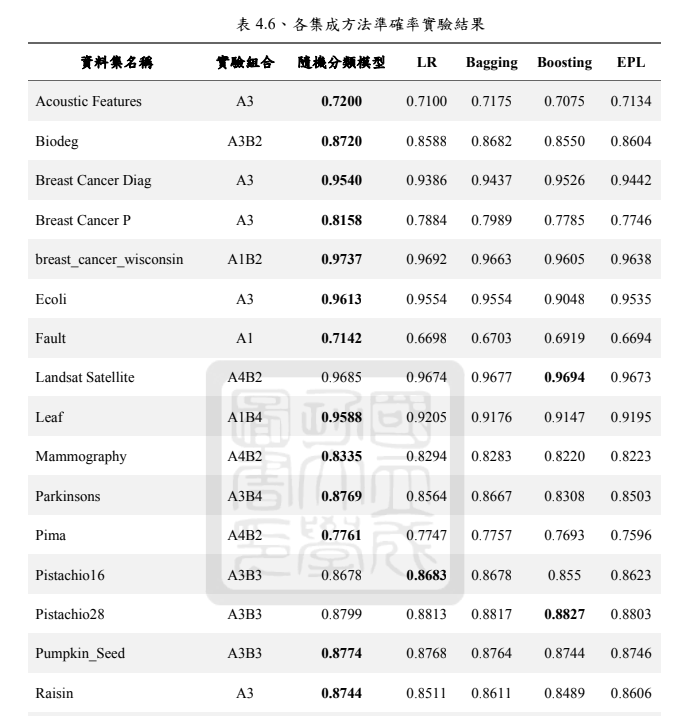 表 4.6、各集成方法準確率實驗結果
資料集名稱 實驗組合 隨機分類模型 LR Bagging Boosting EPL
Acoustic Features A3 0.7200 0.7100 0.7175 0.7075 0.7134
Biodeg A3B2 0.8720 0.8588 0.8682 0.8550 0.8604
Breast Cancer Diag A3 0.9540 0.9386 0.9437 0.9526 0.9442
Breast Cancer P A3 0.8158 0.7884 0.7989 0.7785 0.7746
breast_cancer_wisconsin A1B2 0.9737 0.9692 0.9663 0.9605 0.9638
Ecoli A3 0.9613 0.9554 0.9554 0.9048 0.9535
Fault A1 0.7142 0.6698 0.6703 0.6919 0.6694
Landsat Satellite A4B2 0.9685 0.9674 0.9677 0.9694 0.9673
Leaf A1B4 0.9588 0.9205 0.9176 0.9147 0.9195
Mammography A4B2 0.8335 0.8294 0.8283 0.8220 0.8223
Parkinsons A3B4 0.8769 0.8564 0.8667 0.8308 0.8503
Pima A4B2 0.7761 0.7747 0.7757 0.7693 0.7596
Pistachio16 A3B3 0.8678 0.8683 0.8678 0.855 0.8623
Pistachio28 A3B3 0.8799 0.8813 0.8817 0.8827 0.8803
Pumpkin_Seed A3B3 0.8774 0.8768 0.8764 0.8744 0.8746
Raisin A3 0.8744 0.8511 0.8611 0.8489 0.8606